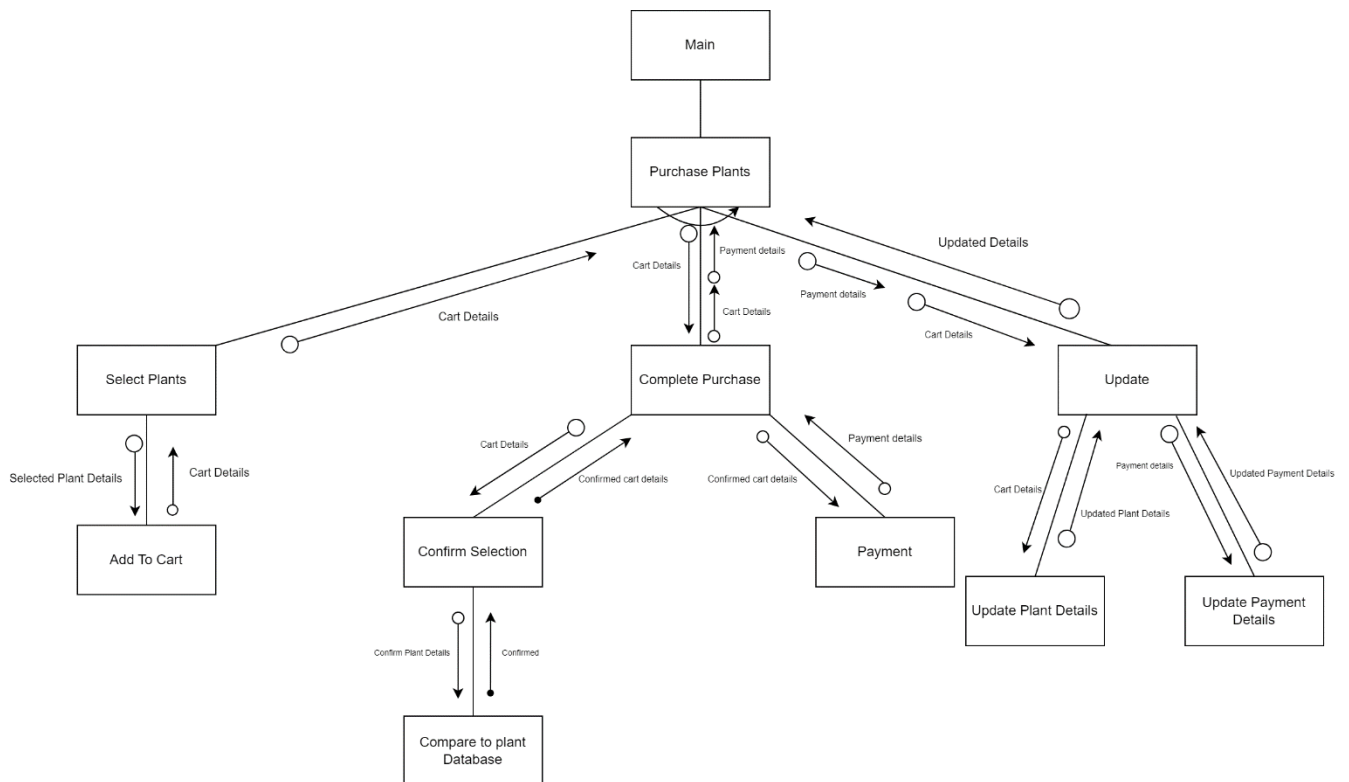 Main
Purchase Plants
Updated Details
Cart Details
Payment details
Payment details
Cart Details
Cart Details
Cart Details
Select Plants
Complete Purchase
Update
Selected Plant Details
Cart Details
Cart Details
Confirmed cart details
Payment details
Confirmed cart details
Cart Details
Updated Plant Details
Payment details
Updated Payment Details
Add To Cart
Confirm Selection
Payment
Update Plant Details
Update Payment
Details
Confirm Plant Details
Confirmed
Compare to plant
Database